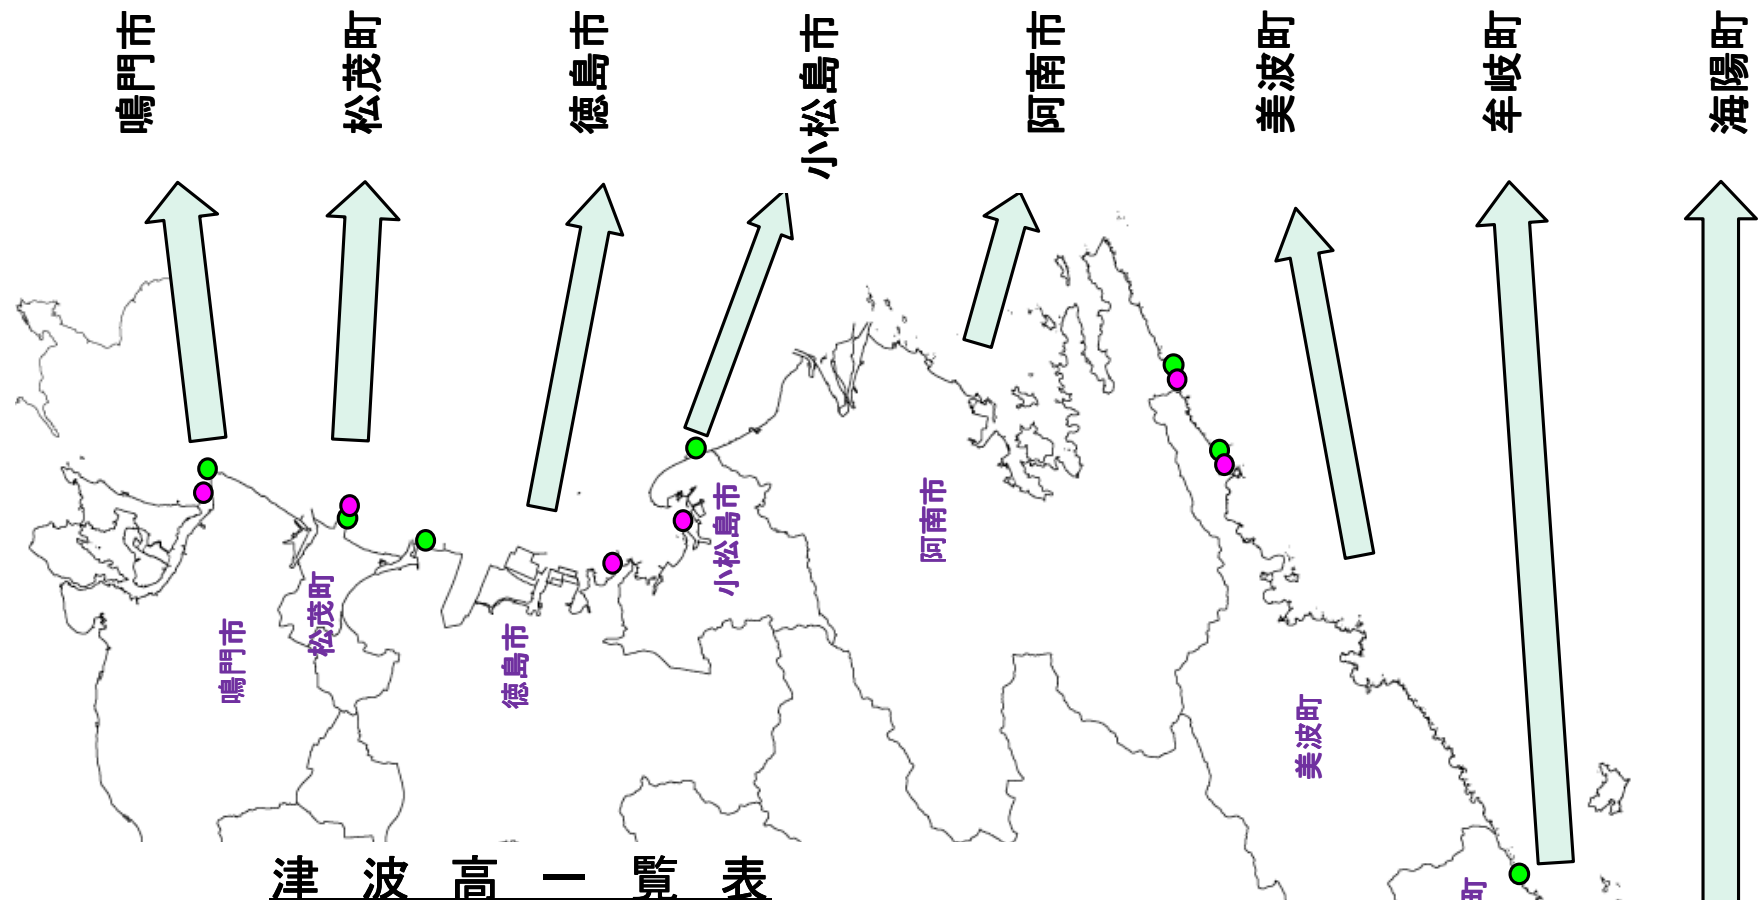 鳴門市
松茂町
徳島市
小松島市
阿南市
美波町
牟岐町
海陽町
鳴門市
松茂町
徳島市
小松島市
阿南市
美波町
町
津波高一覧表